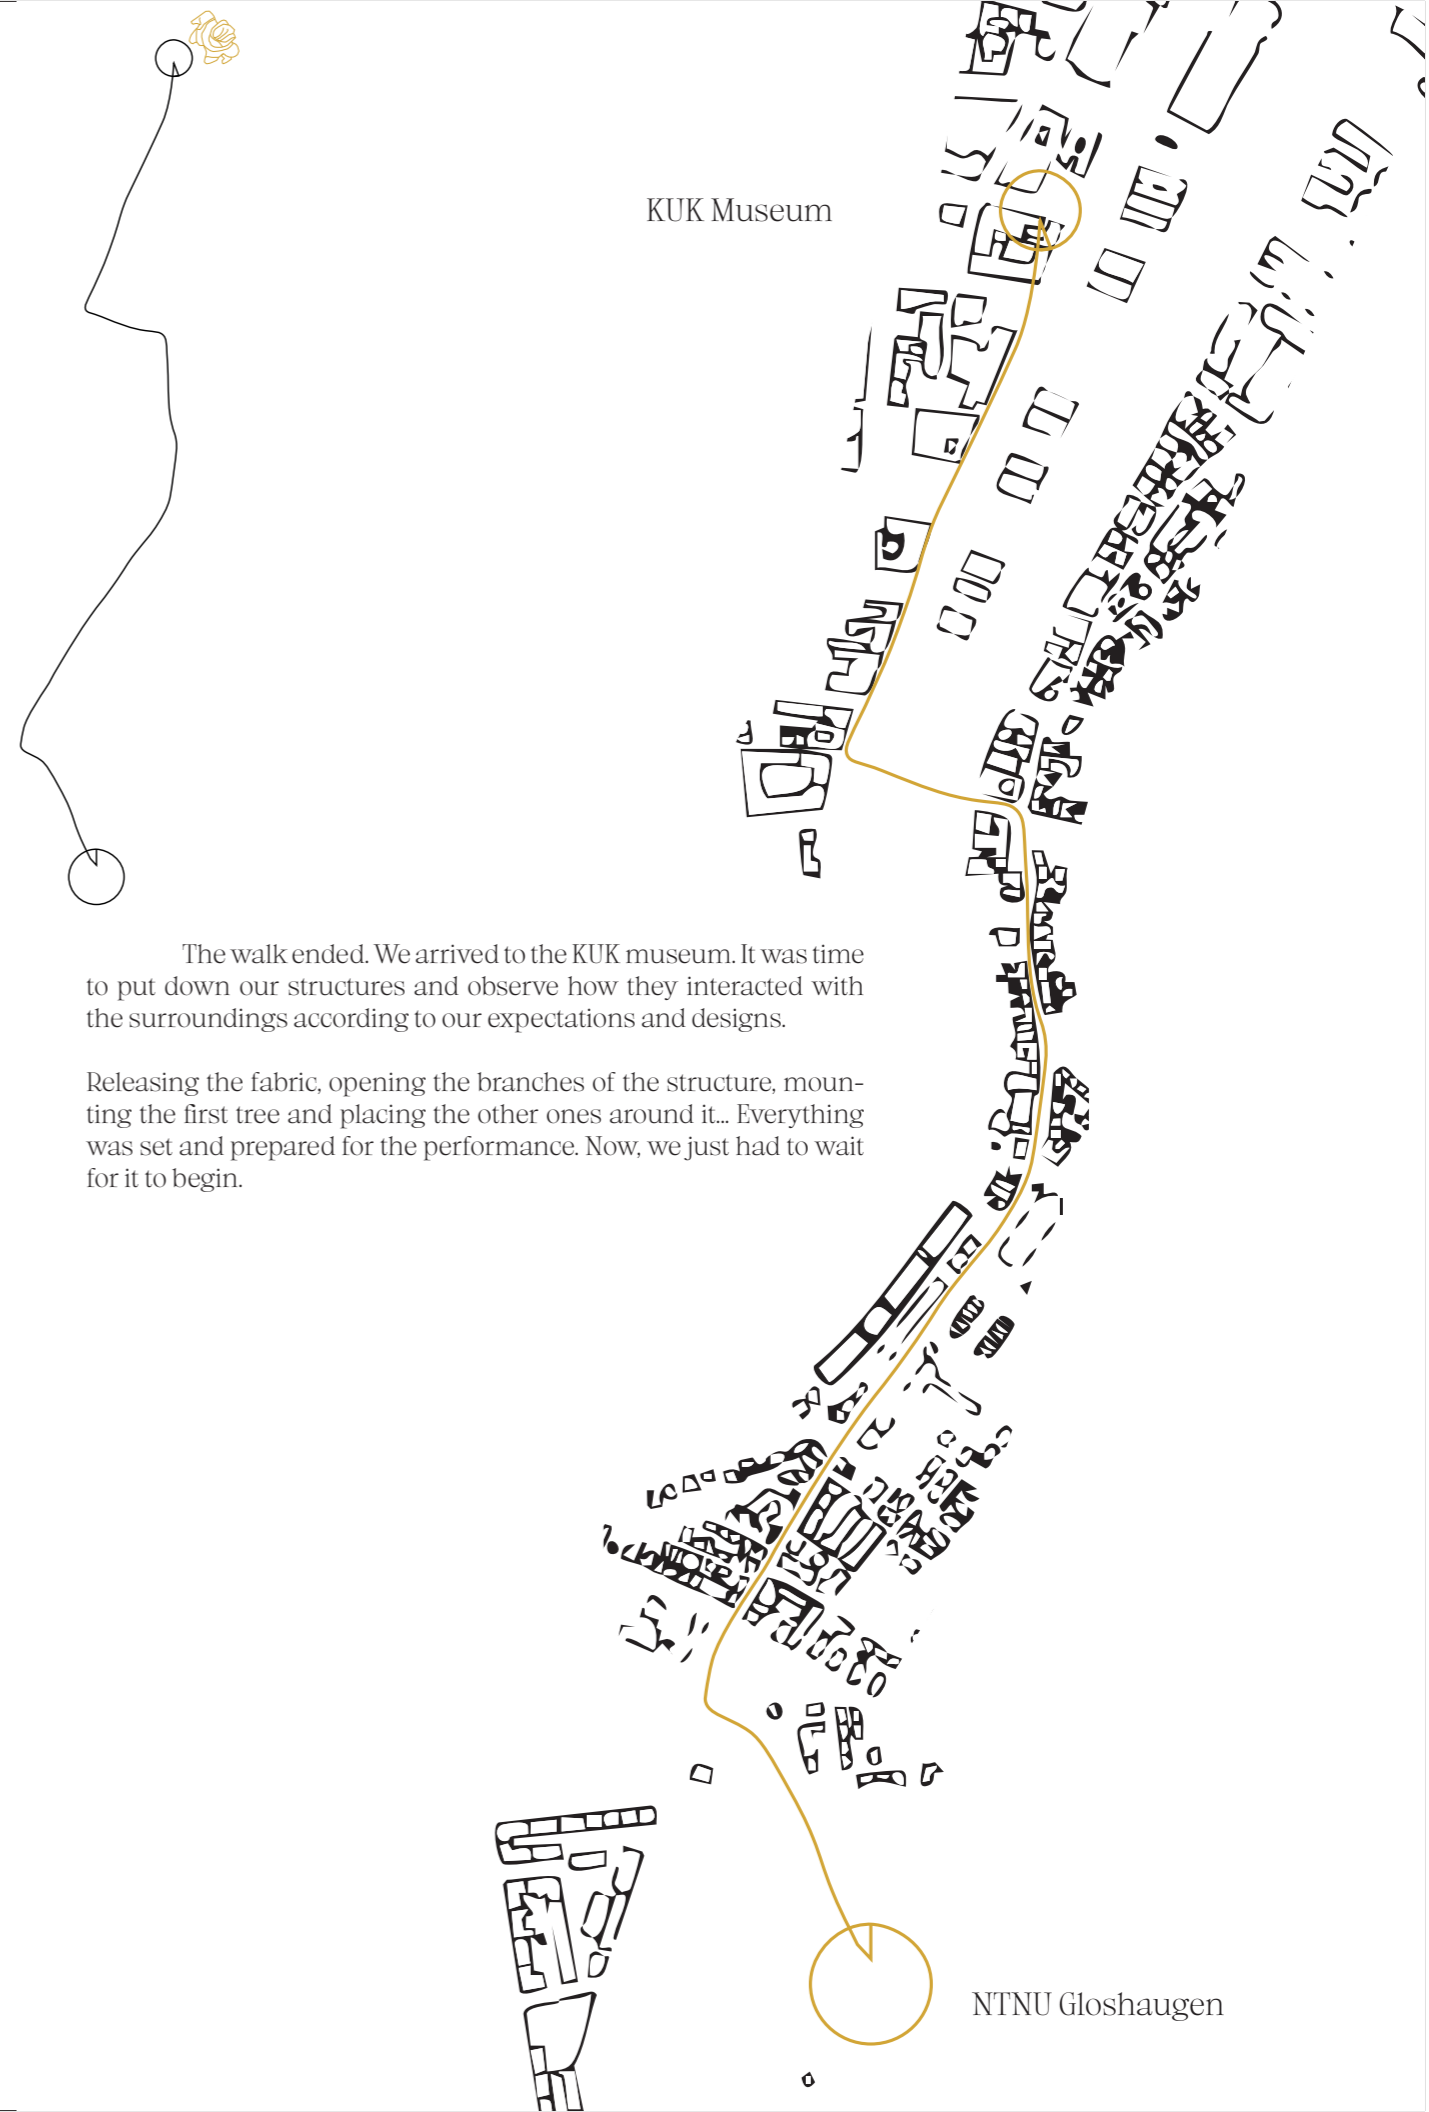 KUK Museum
The walk ended. We arrived to the KUK museum. It was time
to put down our structures and observe how they interacted with
the surroundings according to our expectations and designs.
Releasing the fabric, opening the branches of the structure, moun-
ting the first tree and placing the other ones around it... Everything
was set and prepared for the performance. Now, we just had to wait
for it to begin.
NTNU Gloshaugen